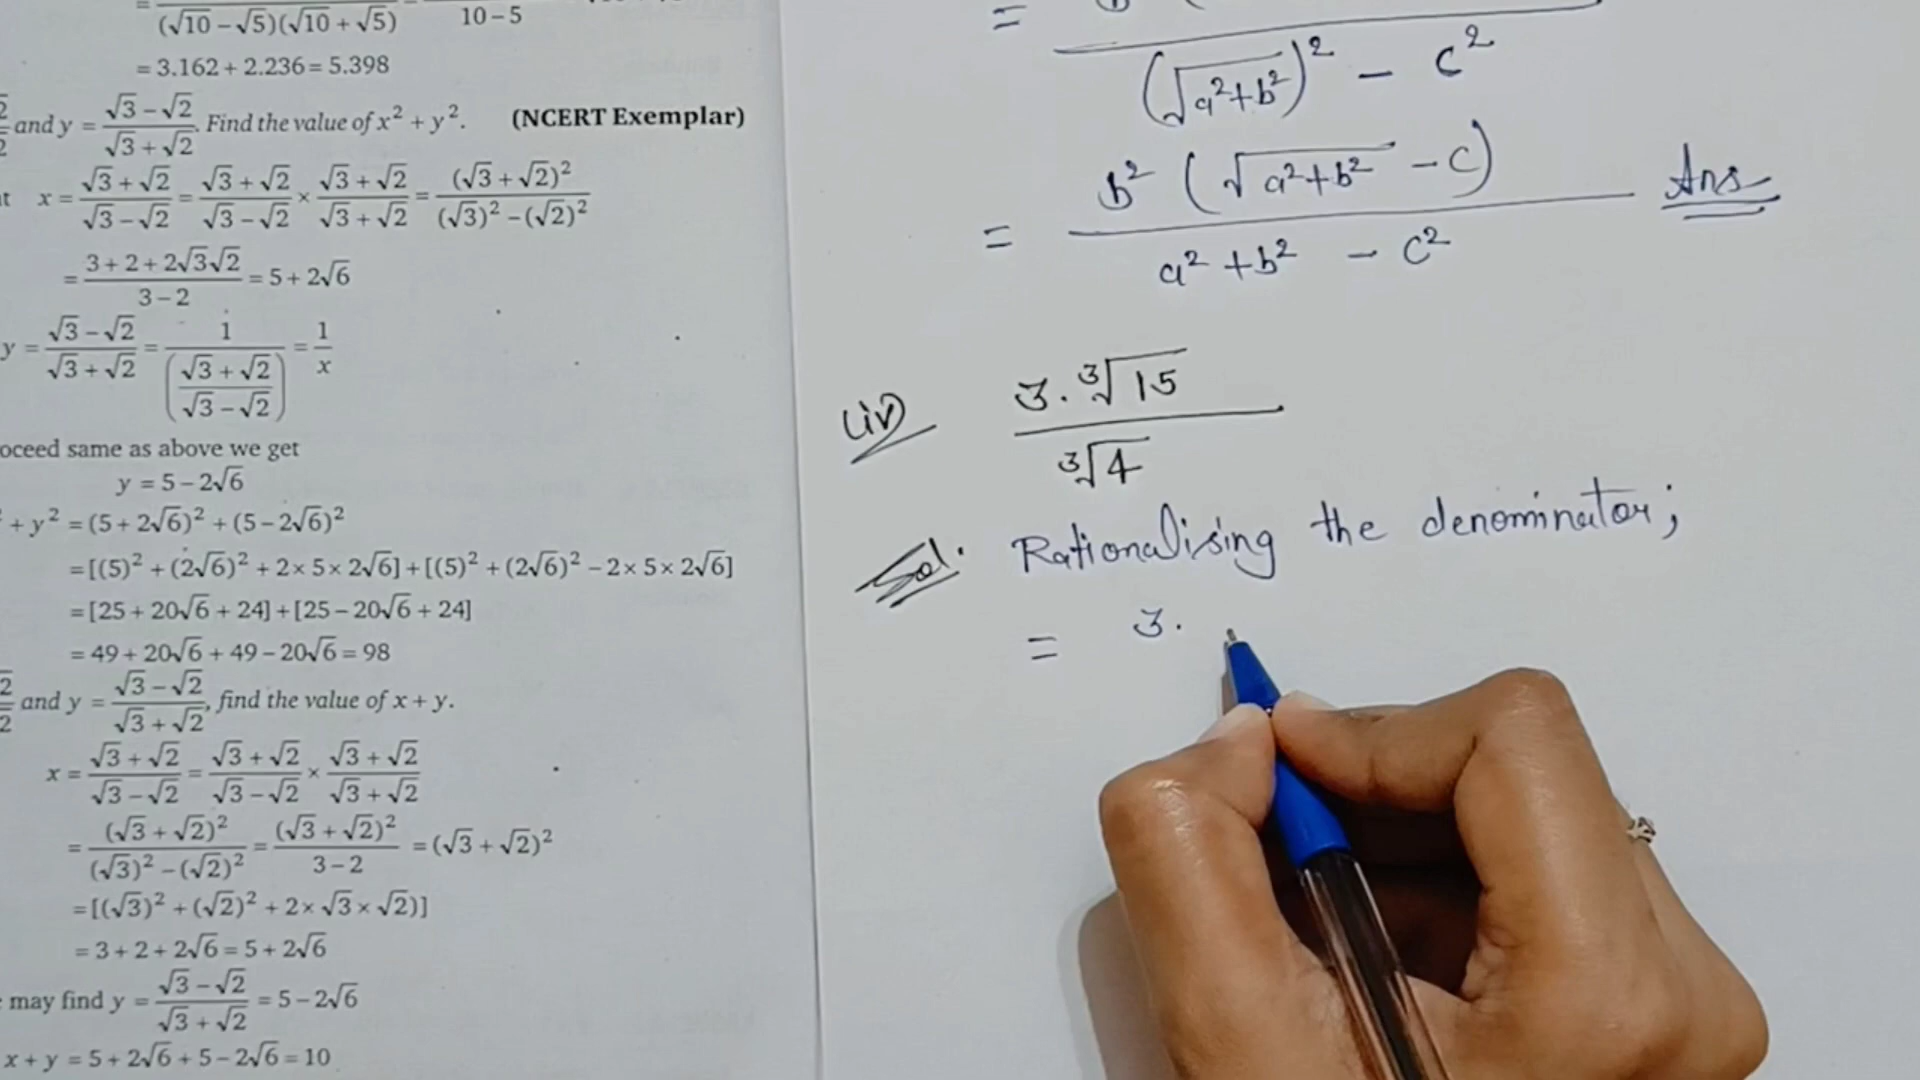 = (√10 − √5)(√10 + √5) 10 − 5
= 3.162 + 2.236 = 5.398
and y = (√3 − √2)/(√3 + √2). Find the value of x² + y². (NCERT Exemplar)
x = (√3 + √2)/(√3 − √2) = (√3 + √2)/(√3 − √2) × (√3 + √2)/(√3 + √2) = (√3 + √2)²/((√3)² − (√2)²)
= (3 + 2 + 2√3√2)/(3 − 2) = 5 + 2√6
y = (√3 − √2)/(√3 + √2) = 1/((√3 + √2)/(√3 − √2)) = 1/x
oceed same as above we get
y = 5 − 2√6
+ y² = (5 + 2√6)² + (5 − 2√6)²
= [(5)² + (2√6)² + 2 × 5 × 2√6] + [(5)² + (2√6)² − 2 × 5 × 2√6]
= [25 + 20√6 + 24] + [25 − 20√6 + 24]
= 49 + 20√6 + 49 − 20√6 = 98
and y = (√3 − √2)/(√3 + √2), find the value of x + y.
x = (√3 + √2)/(√3 − √2) = (√3 + √2)/(√3 − √2) × (√3 + √2)/(√3 + √2)
= (√3 + √2)²/((√3)² − (√2)²) = (√3 + √2)²/(3 − 2) = (√3 + √2)²
= [(√3)² + (√2)² + 2 × √3 × √2)]
= 3 + 2 + 2√6 = 5 + 2√6
may find y = (√3 − √2)/(√3 + √2) = 5 − 2√6
x + y = 5 + 2√6 + 5 − 2√6 = 10
= (√a²+b²)² − c²
= b² (√a²+b² − c)/(a² + b² − c²) Ans
(iv) 3.∛15/∛4
Sol. Rationalising the denominator;
= 3.